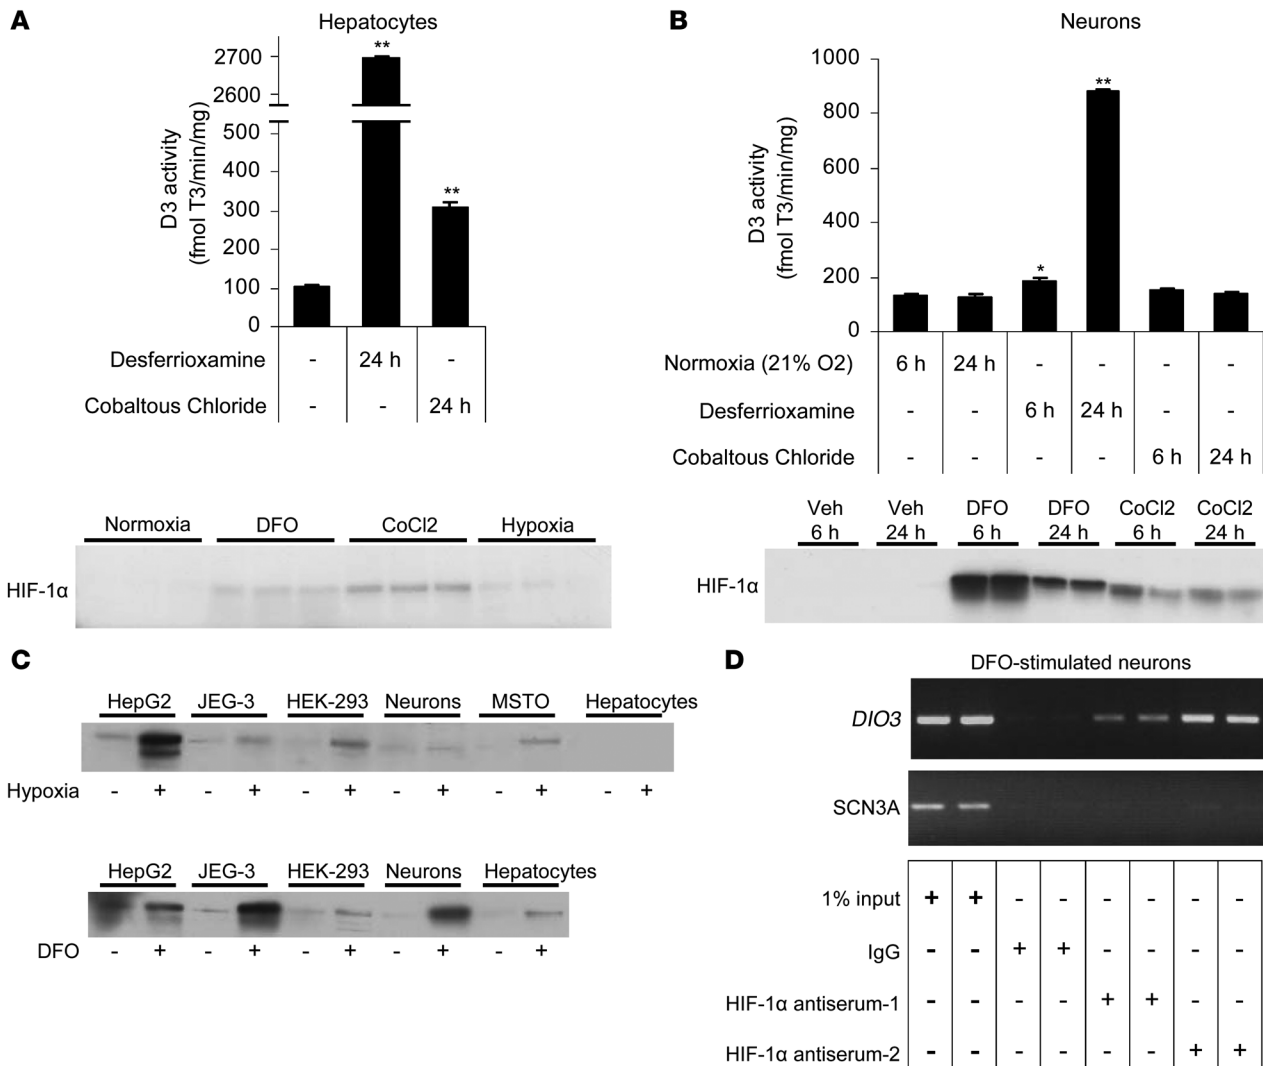 A
Hepatocytes
D3 activity
(fmol T3/min/mg)
2700
2600
500
400
300
200
100
0
**
**
Desferrioxamine - 24 h -
Cobaltous Chloride - - 24 h
Normoxia DFO CoCl2 Hypoxia
HIF-1α
B
Neurons
D3 activity
(fmol T3/min/mg)
1000
800
600
400
200
0
*
**
Normoxia (21% O2) 6 h 24 h - - - -
Desferrioxamine - - 6 h 24 h - -
Cobaltous Chloride - - - - 6 h 24 h
Veh Veh DFO DFO CoCl2 CoCl2
6 h 24 h 6 h 24 h 6 h 24 h
HIF-1α
C
HepG2 JEG-3 HEK-293 Neurons MSTO Hepatocytes
Hypoxia - + - + - + - + - + - +
HepG2 JEG-3 HEK-293 Neurons Hepatocytes
DFO - + - + - + - + - +
D
DFO-stimulated neurons
DIO3
SCN3A
1% input + + - - - - - -
IgG - - + + - - - -
HIF-1α antiserum-1 - - - - + + - -
HIF-1α antiserum-2 - - - - - - + +